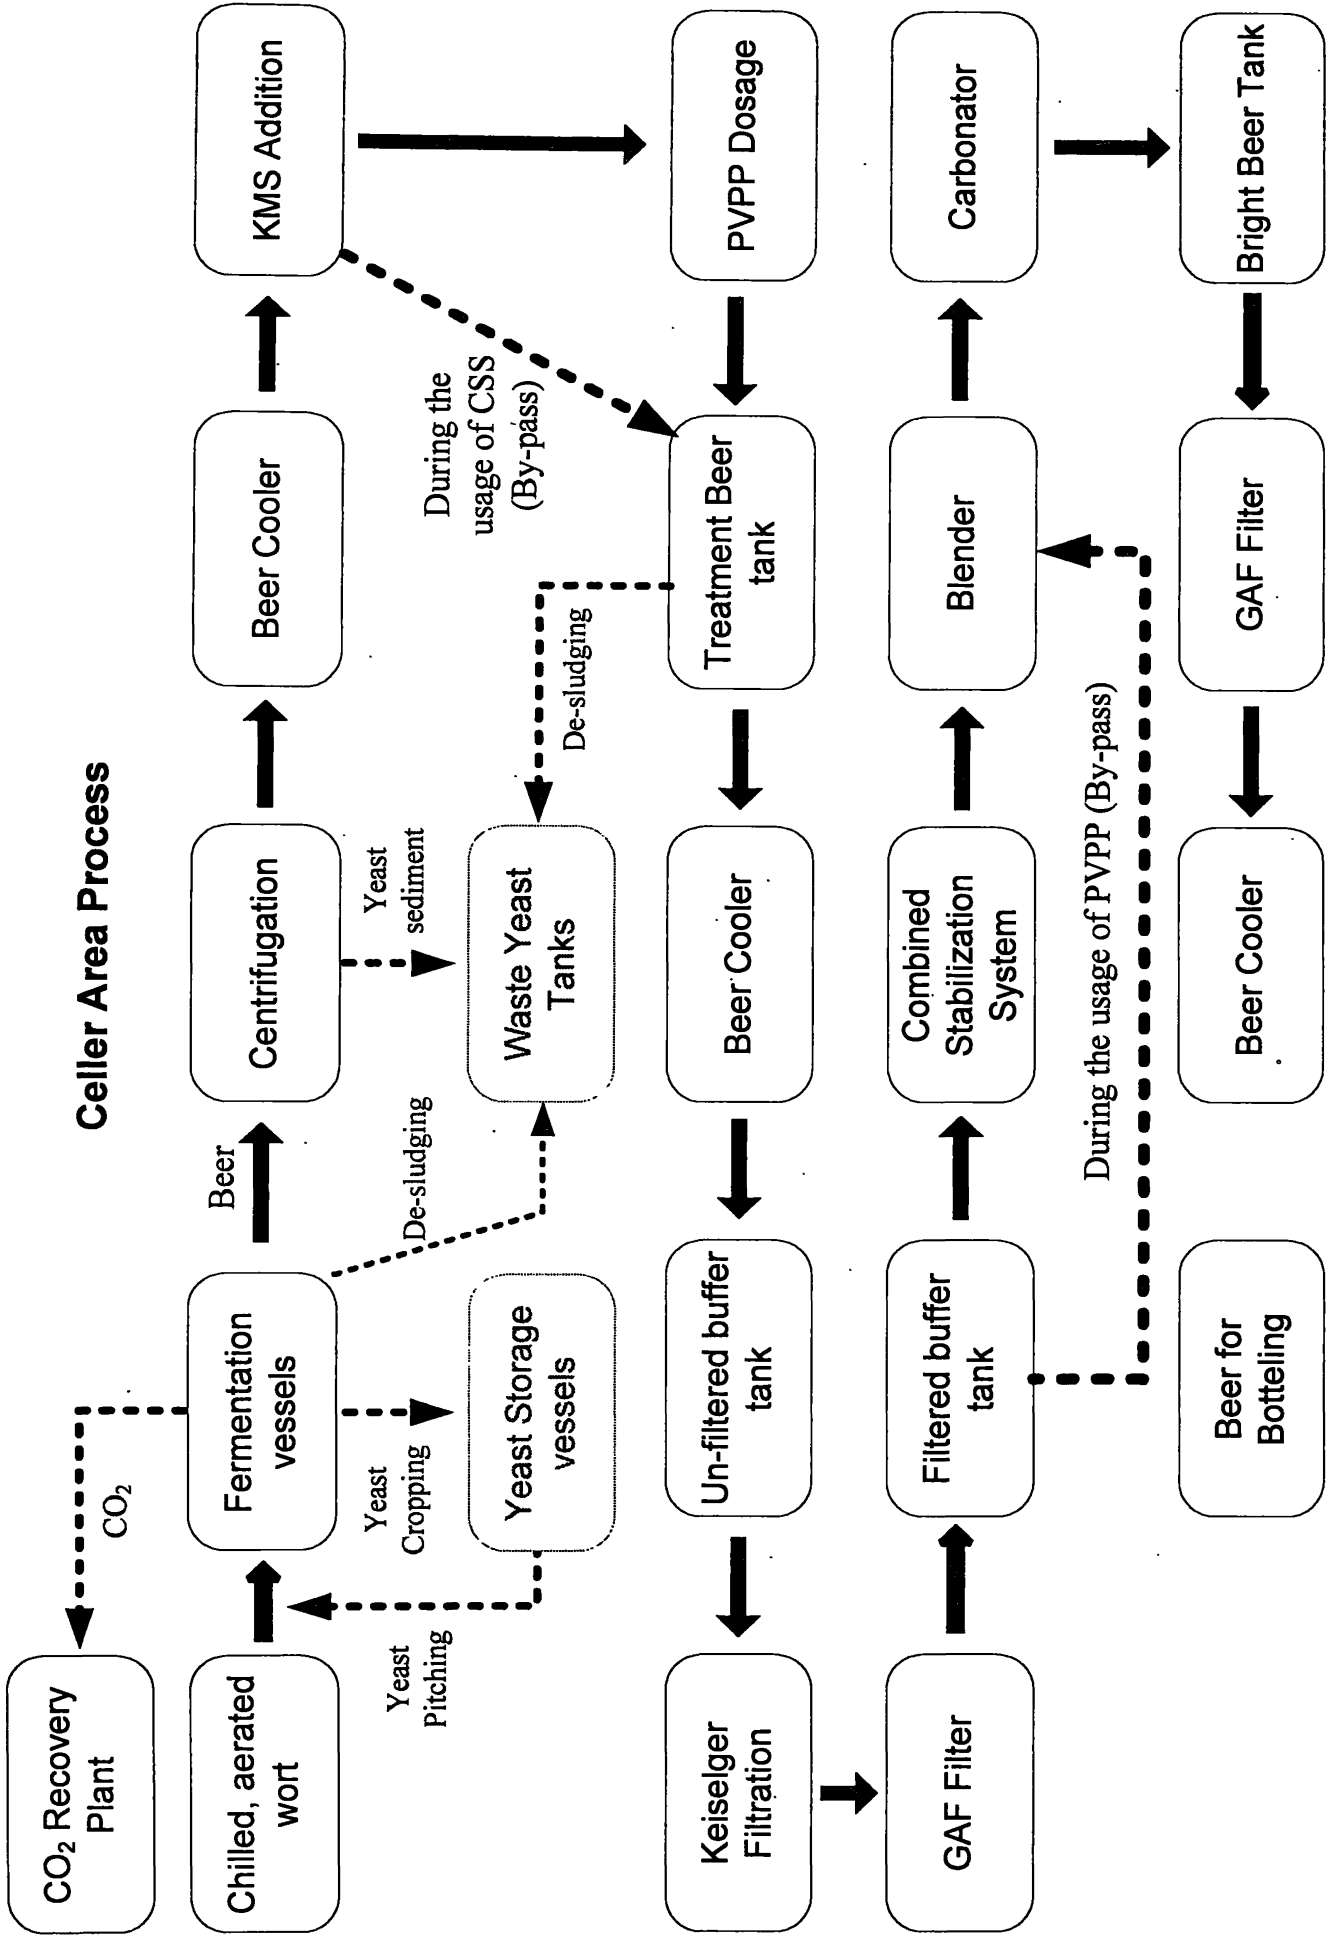 Celler Area Process
CO₂ Recovery
Plant
CO₂
Chilled, aerated
wort
Fermentation
vessels
Beer
Centrifugation
Beer Cooler
KMS Addition
Yeast
Pitching
Yeast
Cropping
De-sludging
Yeast
sediment
During the
usage of CSS
(By-pass)
Yeast Storage
vessels
Waste Yeast
Tanks
De-sludging
Keiselger
Filtration
Un-filtered buffer
tank
Beer Cooler
Treatment Beer
tank
PVPP Dosage
GAF Filter
Filtered buffer
tank
Combined
Stabilization
System
Blender
Carbonator
During the usage of PVPP (By-pass)
Beer for
Botteling
Beer Cooler
GAF Filter
Bright Beer Tank